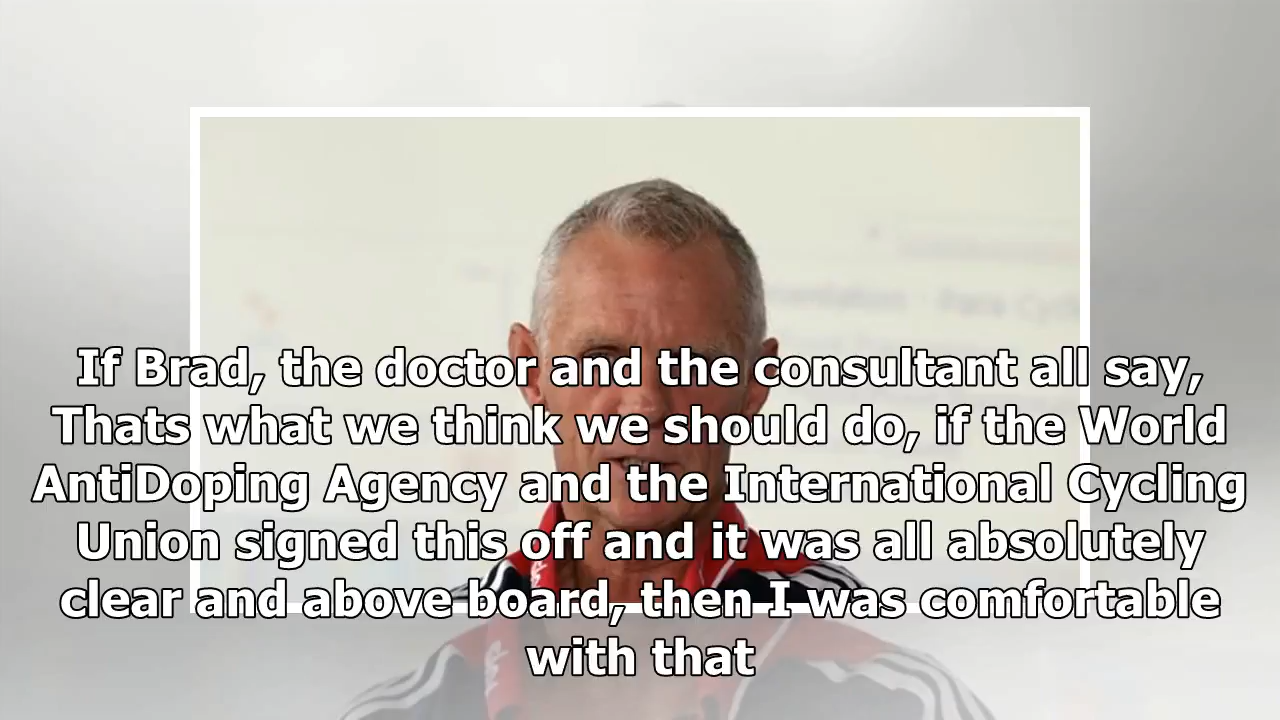 If Brad, the doctor and the consultant all say,
Thats what we think we should do, if the World
AntiDoping Agency and the International Cycling
Union signed this off and it was all absolutely
clear and above board, then I was comfortable
with that